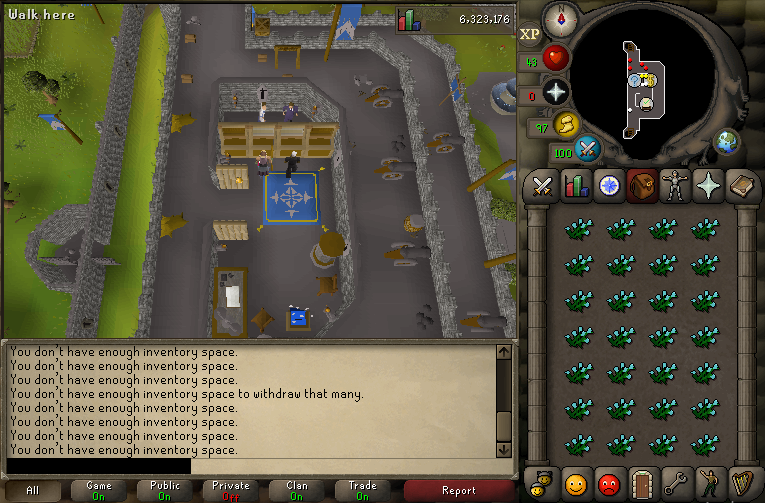 Walk here
6,323,176
XP
N
43
0
97
100
You don't have enough inventory space.
You don't have enough inventory space.
You don't have enough inventory space.
You don't have enough inventory space to withdraw that many.
You don't have enough inventory space.
You don't have enough inventory space.
You don't have enough inventory space.
You don't have enough inventory space.
All
Game
On
Public
On
Private
Off
Clan
On
Trade
On
Report